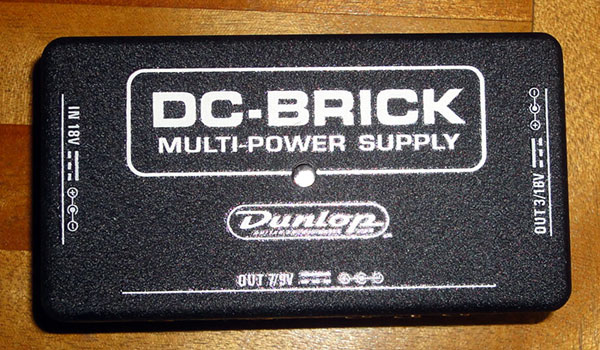 DC-BRICK
MULTI-POWER SUPPLY
IN 18V
OUT 3/18V
Dunlop
OUT 7/9V